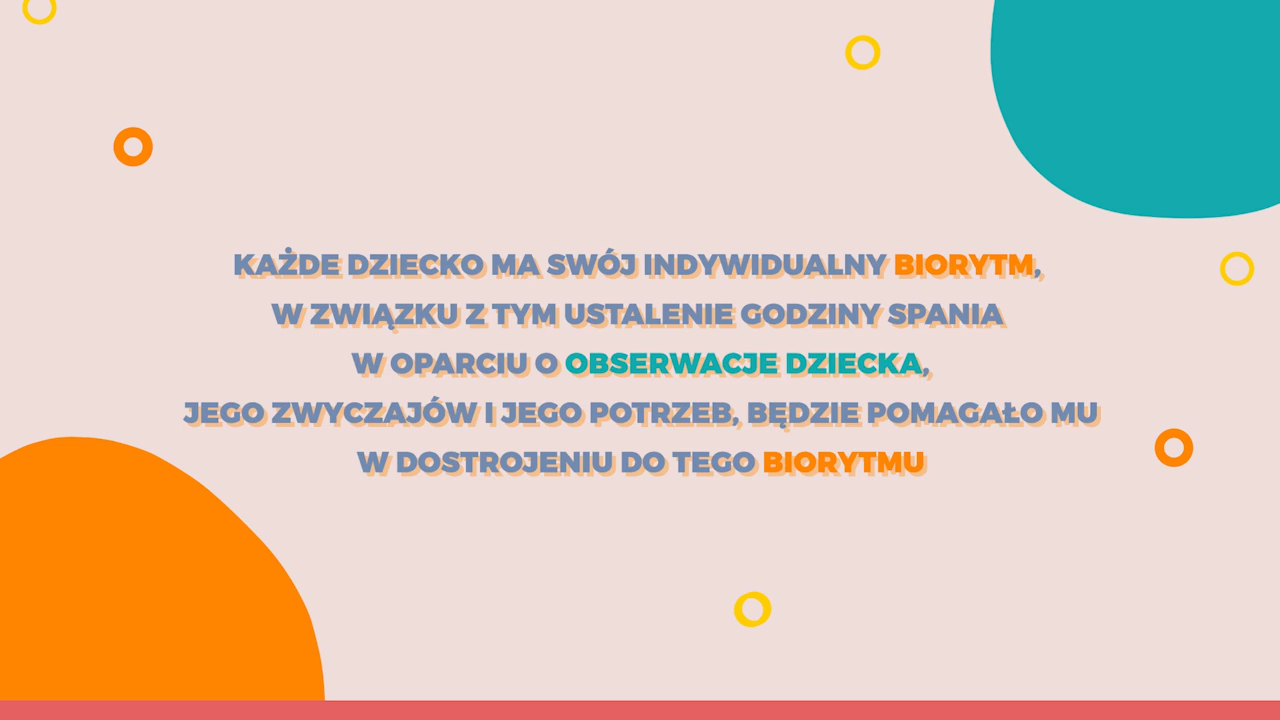 KAŻDE DZIECKO MA SWÓJ INDYWIDUALNY BIORYTM,
W ZWIĄZKU Z TYM USTALENIE GODZINY SPANIA
W OPARCIU O OBSERWACJE DZIECKA,
JEGO ZWYCZAJÓW I JEGO POTRZEB, BĘDZIE POMAGAŁO MU
W DOSTROJENIU DO TEGO BIORYTMU